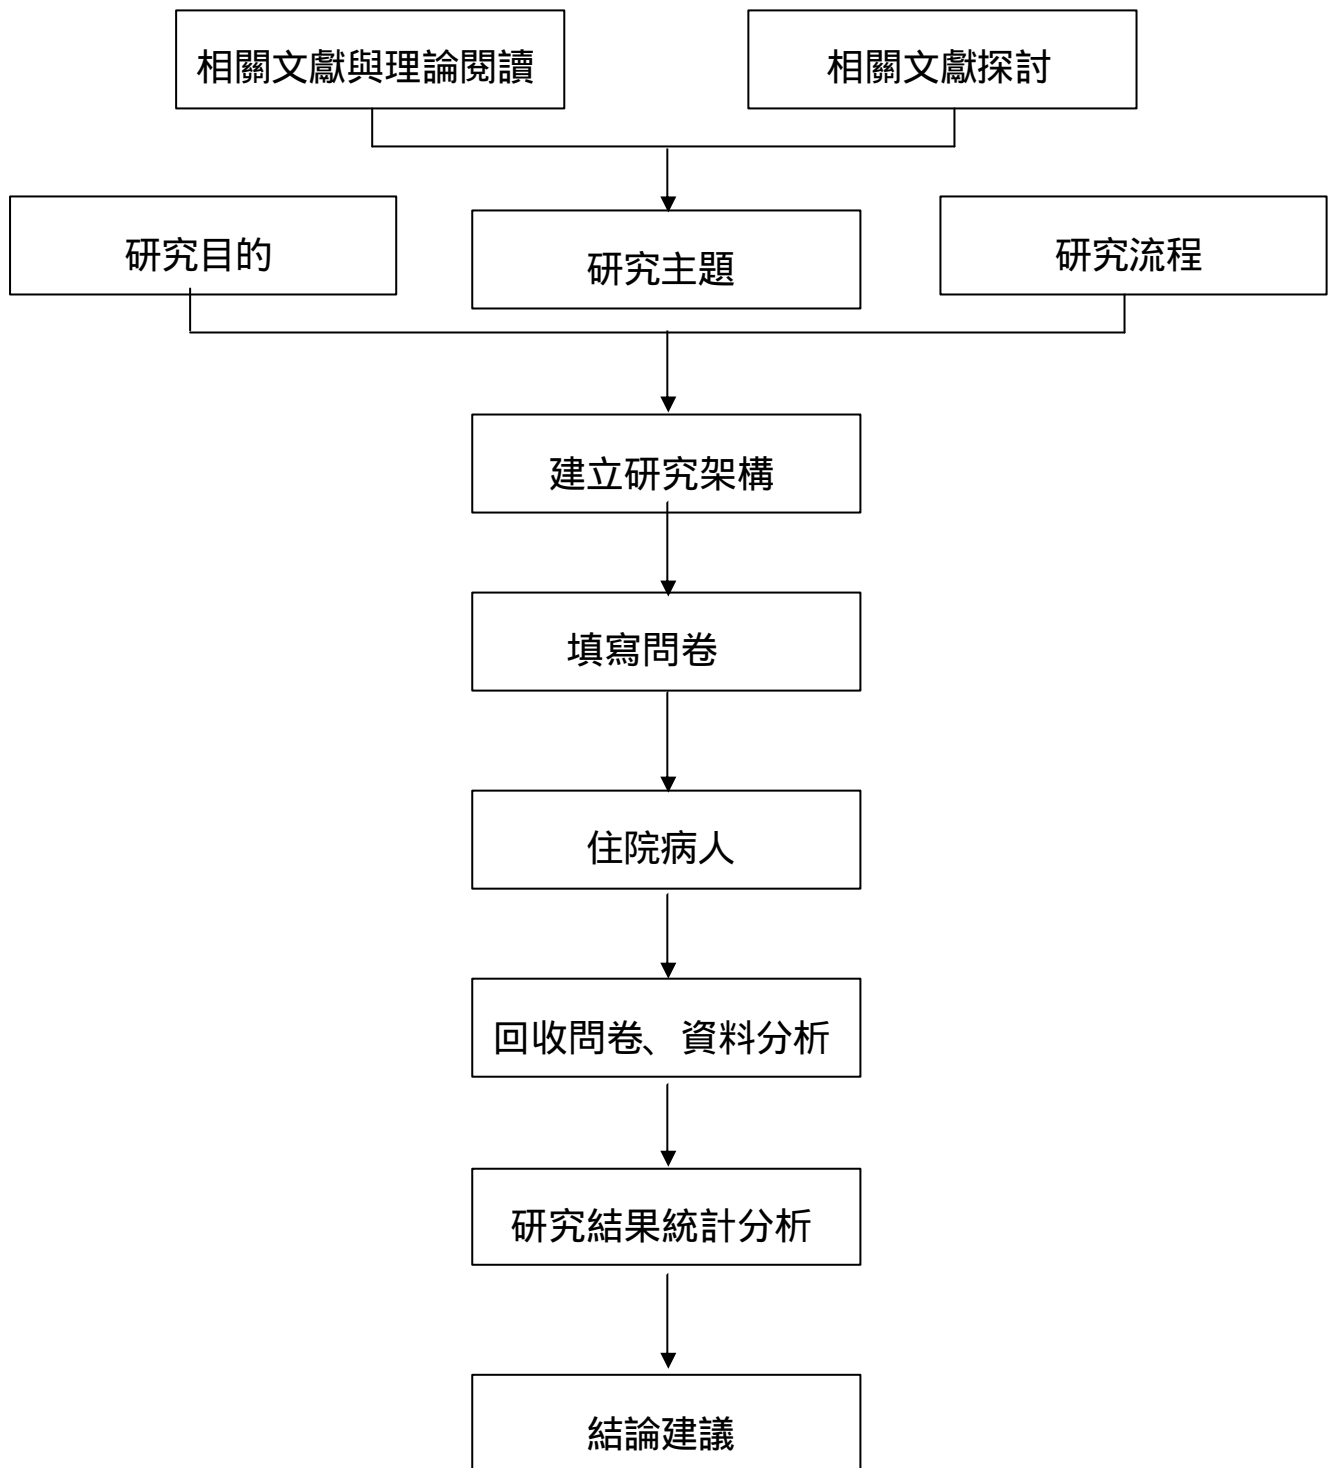 相關文獻與理論閱讀
相關文獻探討
研究目的
研究主題
研究流程
建立研究架構
填寫問卷
住院病人
回收問卷、資料分析
研究結果統計分析
結論建議